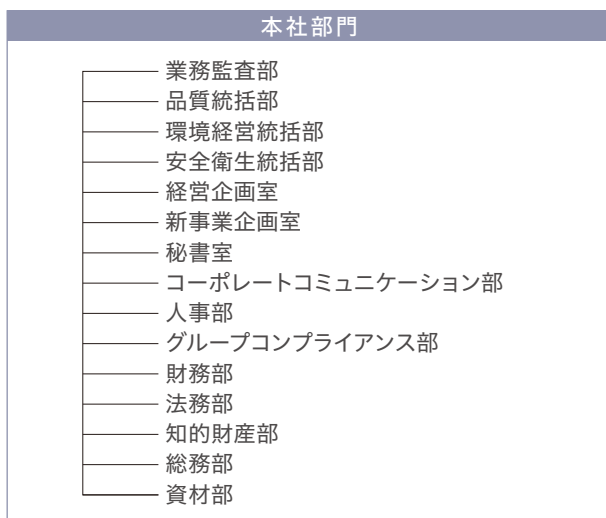 本社部門
業務監査部
品質統括部
環境経営統括部
安全衛生統括部
経営企画室
新事業企画室
秘書室
コーポレートコミュニケーション部
人事部
グループコンプライアンス部
財務部
法務部
知的財産部
総務部
資材部